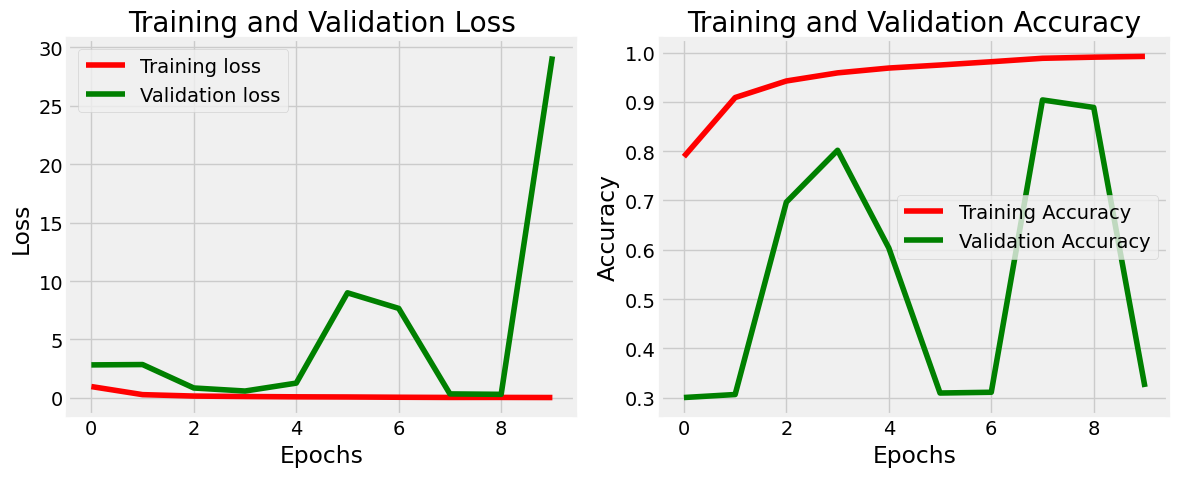 Training and Validation Loss
30
25
20
15
10
5
0
Loss
Training loss
Validation loss
0 2 4 6 8
Epochs
Training and Validation Accuracy
1.0
0.9
0.8
0.7
0.6
0.5
0.4
0.3
Accuracy
Training Accuracy
Validation Accuracy
0 2 4 6 8
Epochs